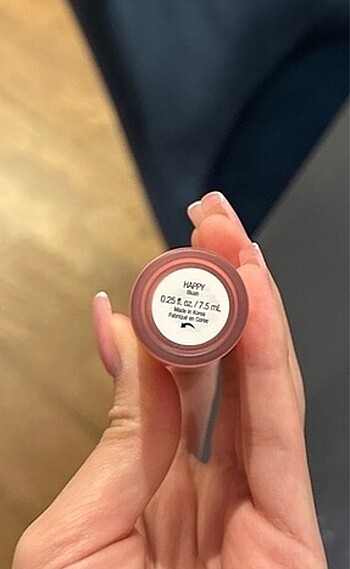 HAPPY
Blush
0.25 fl. oz. / 7.5 mL
Made in Korea
Fabriqué en Corée